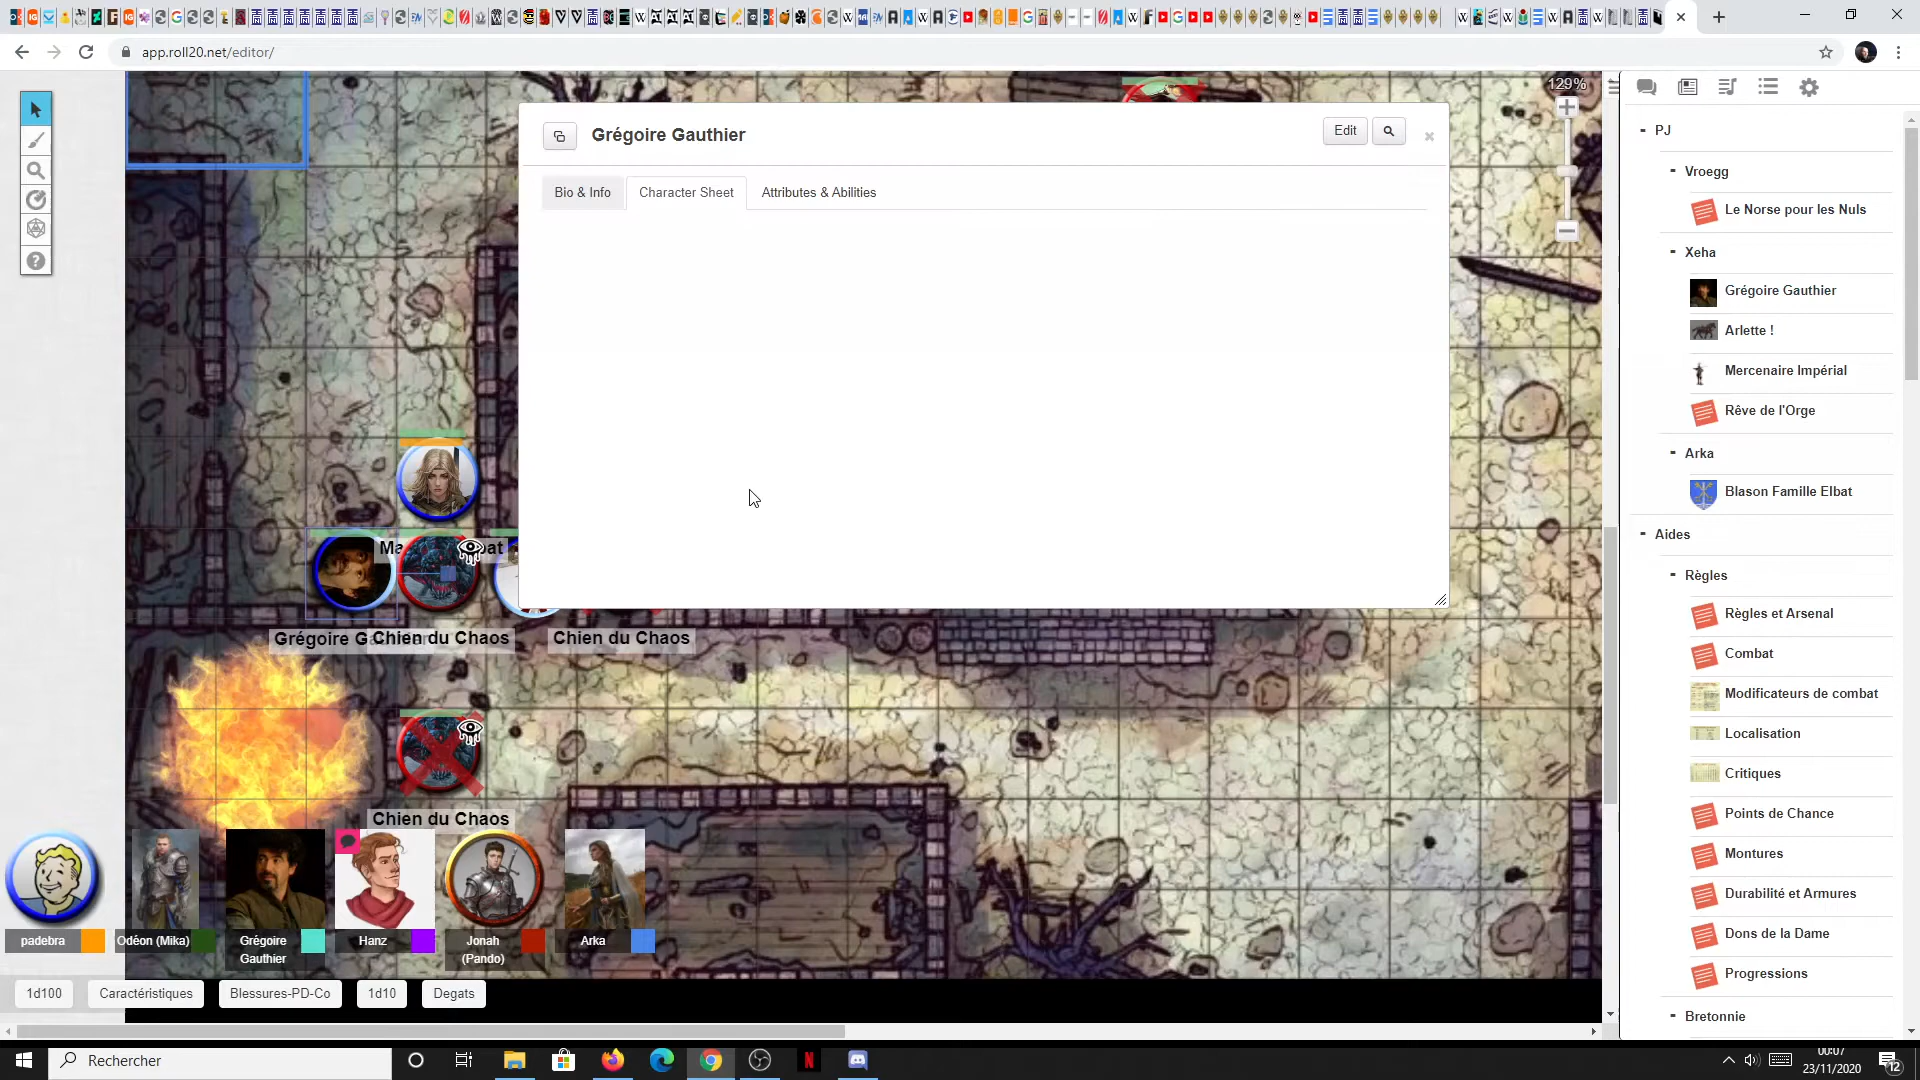 app.roll20.net/editor/
129%
Grégoire Gauthier
Edit
Bio & Info
Character Sheet
Attributes & Abilities
PJ
Vroegg
Le Norse pour les Nuls
Xeha
Grégoire Gauthier
Arlette !
Mercenaire Impérial
Rêve de l'Orge
Arka
Blason Famille Elbat
Aides
Règles
Règles et Arsenal
Combat
Modificateurs de combat
Localisation
Critiques
Points de Chance
Montures
Durabilité et Armures
Dons de la Dame
Progressions
Bretonnie
Chien du Chaos
Chien du Chaos
Chien du Chaos
padebra
Odéon (Mika)
Grégoire
Gauthier
Hanz
Jonah
(Pando)
Arka
1d100
Caractéristiques
Blessures-PD-Co
1d10
Degats
Rechercher
00:07
23/11/2020
12